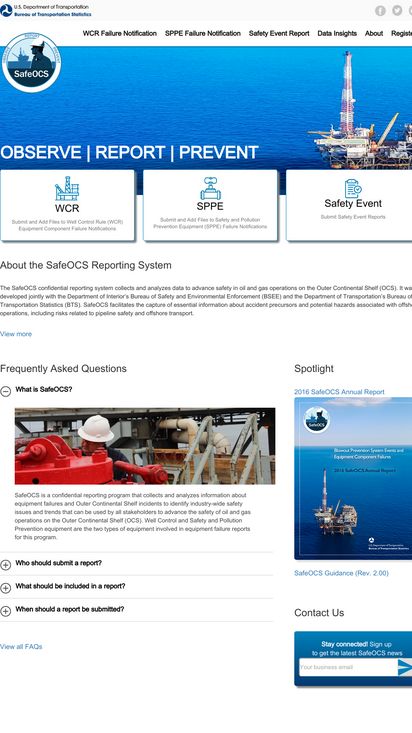 U.S. Department of Transportation
Bureau of Transportation Statistics
WCR Failure Notification SPPE Failure Notification Safety Event Report Data Insights About Registe
SafeOCS
OBSERVE | REPORT | PREVENT
WCR
Submit and Add Files to Well Control Rule (WCR)
Equipment Component Failure Notifications
SPPE
Submit and Add Files to Safety and Pollution
Prevention Equipment (SPPE) Failure Notifications
Safety Event
Submit Safety Event Reports
About the SafeOCS Reporting System
The SafeOCS confidential reporting system collects and analyzes data to advance safety in oil and gas operations on the Outer Continental Shelf (OCS). It wa
developed jointly with the Department of Interior's Bureau of Safety and Environmental Enforcement (BSEE) and the Department of Transportation's Bureau of
Transportation Statistics (BTS). SafeOCS facilitates the capture of essential information about accident precursors and potential hazards associated with offsh
operations, including risks related to pipeline safety and offshore transport.
View more
Frequently Asked Questions
What is SafeOCS?
SafeOCS is a confidential reporting program that collects and analyzes information about
equipment failures and Outer Continental Shelf incidents to identify industry-wide safety
issues and trends that can be used by all stakeholders to advance the safety of oil and gas
operations on the Outer Continental Shelf (OCS). Well Control and Safety and Pollution
Prevention equipment are the two types of equipment involved in equipment failure reports
for this program.
Who should submit a report?
What should be included in a report?
When should a report be submitted?
View all FAQs
Spotlight
2016 SafeOCS Annual Report
SafeOCS
Blowout Prevention System Events and
Equipment Component Failures
2016 SafeOCS Annual Report
U.S. Department of Transportation
Bureau of Transportation Statistics
SafeOCS Guidance (Rev. 2.00)
Contact Us
Stay connected! Sign up
to get the latest SafeOCS news
Your business email